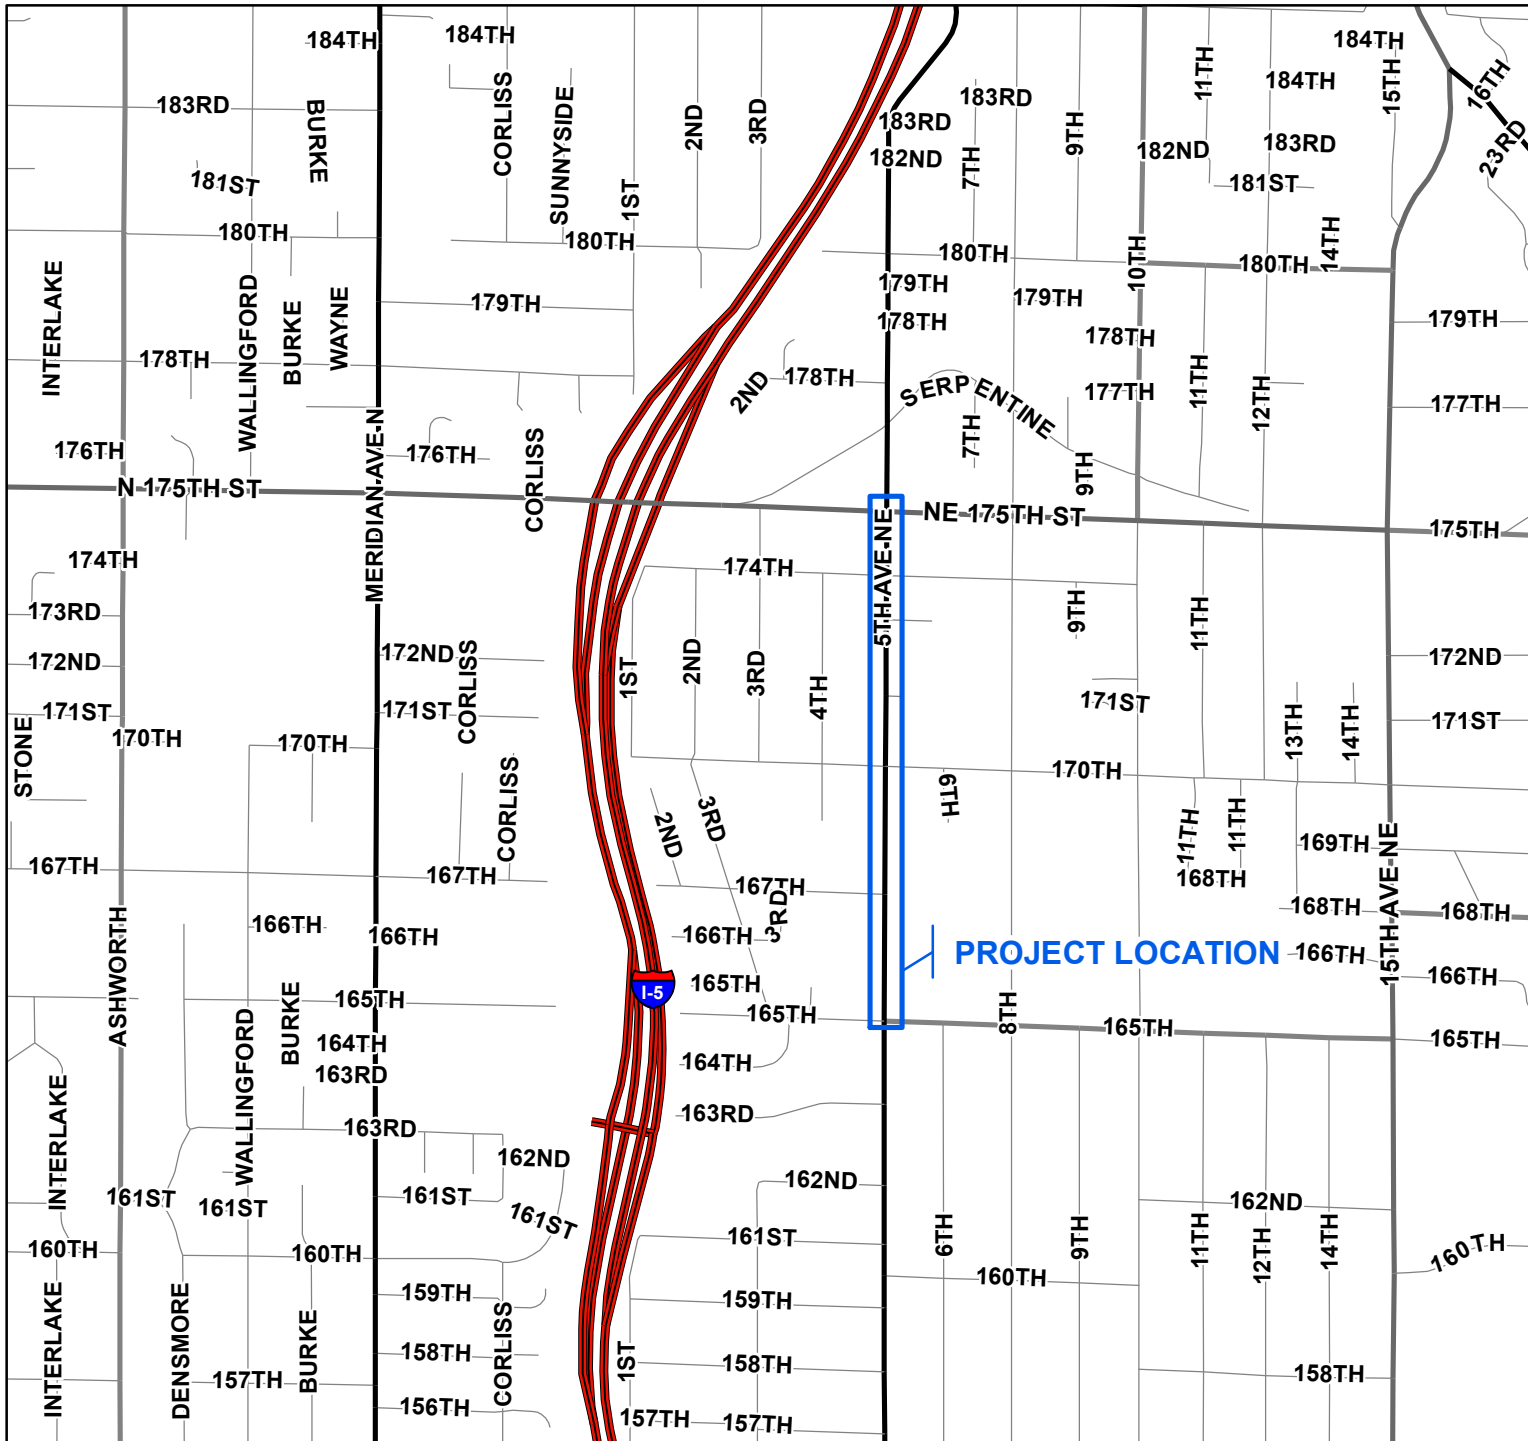 184TH
184TH
184TH
183RD
BURKE
CORLISS
SUNNYSIDE
2ND
3RD
183RD
183RD
182ND
7TH
9TH
11TH
184TH
15TH
16TH
23RD
182ND
183RD
181ST
181ST
1ST
180TH
180TH
180TH
10TH
180TH
14TH
INTERLAKE
WALLINGFORD
BURKE
WAYNE
179TH
179TH
179TH
179TH
178TH
178TH
178TH
178TH
2ND
SERPENTINE
7TH
177TH
11TH
12TH
177TH
176TH
MERIDIAN AVE N
176TH
CORLISS
9TH
N 175TH ST
5TH AVE NE
NE 175TH ST
175TH
174TH
174TH
173RD
9TH
11TH
172ND
172ND
CORLISS
1ST
2ND
3RD
4TH
172ND
171ST
171ST
171ST
171ST
STONE
170TH
170TH
13TH
14TH
170TH
CORLISS
2ND
3RD
6TH
11TH
11TH
169TH
15TH AVE NE
167TH
167TH
167TH
168TH
3RD
168TH
168TH
ASHWORTH
166TH
166TH
166TH
PROJECT LOCATION
166TH
166TH
I-5
165TH
165TH
BURKE
165TH
8TH
165TH
165TH
WALLINGFORD
164TH
164TH
163RD
INTERLAKE
163RD
163RD
162ND
162ND
161ST
161ST
161ST
161ST
162ND
160TH
160TH
161ST
6TH
9TH
11TH
12TH
14TH
160TH
160TH
INTERLAKE
DENSMORE
BURKE
159TH
CORLISS
159TH
1ST
158TH
158TH
158TH
157TH
156TH
157TH
157TH